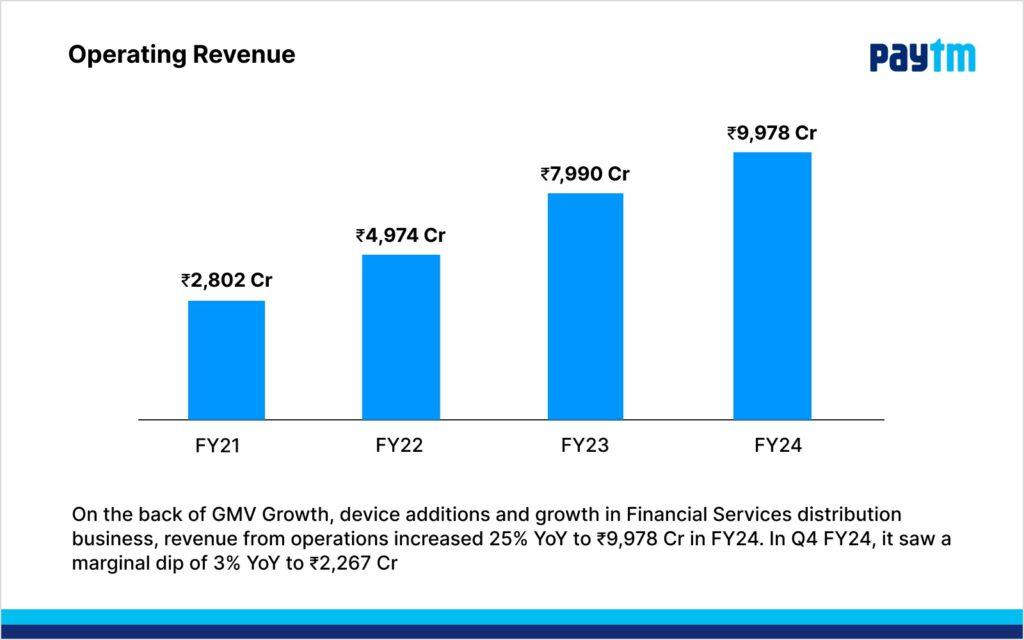 Operating Revenue
paytm
₹9,978 Cr
₹7,990 Cr
₹4,974 Cr
₹2,802 Cr
FY21
FY22
FY23
FY24
On the back of GMV Growth, device additions and growth in Financial Services distribution
business, revenue from operations increased 25% YoY to ₹9,978 Cr in FY24. In Q4 FY24, it saw a
marginal dip of 3% YoY to ₹2,267 Cr